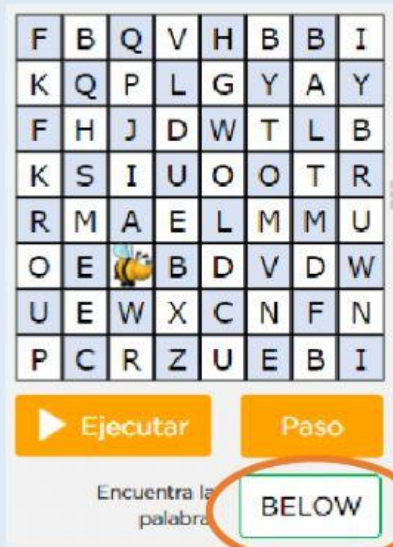 F B Q V H B B I
K Q P L G Y A Y
F H J D W T L B
K S I U O O T R
R M A E L M M U
O E B D V D W
U E W X C N F N
P C R Z U E B I
Ejecutar Paso
Encuentra la
palabra BELOW